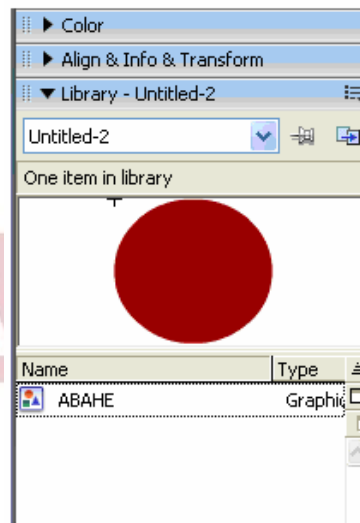 Color
Align & Info & Transform
Library - Untitled-2
Untitled-2
One item in library
Name Type
ABAHE Graphic